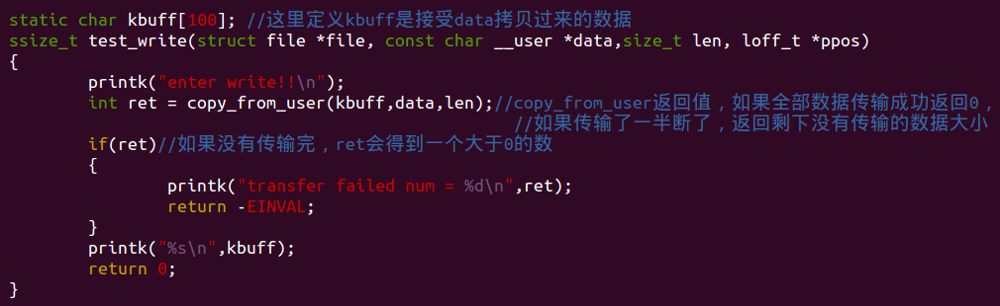 static char kbuff[100]; //这里定义kbuff是接受data拷贝过来的数据
ssize_t test_write(struct file *file, const char __user *data,size_t len, loff_t *ppos)
{
        printk("enter write!!\n");
        int ret = copy_from_user(kbuff,data,len);//copy_from_user返回值，如果全部数据传输成功返回0，
                                                 //如果传输了一半断了，返回剩下没有传输的数据大小
        if(ret)//如果没有传输完，ret会得到一个大于0的数
        {
                printk("transfer failed num = %d\n",ret);
                return -EINVAL;
        }
        printk("%s\n",kbuff);
        return 0;
}